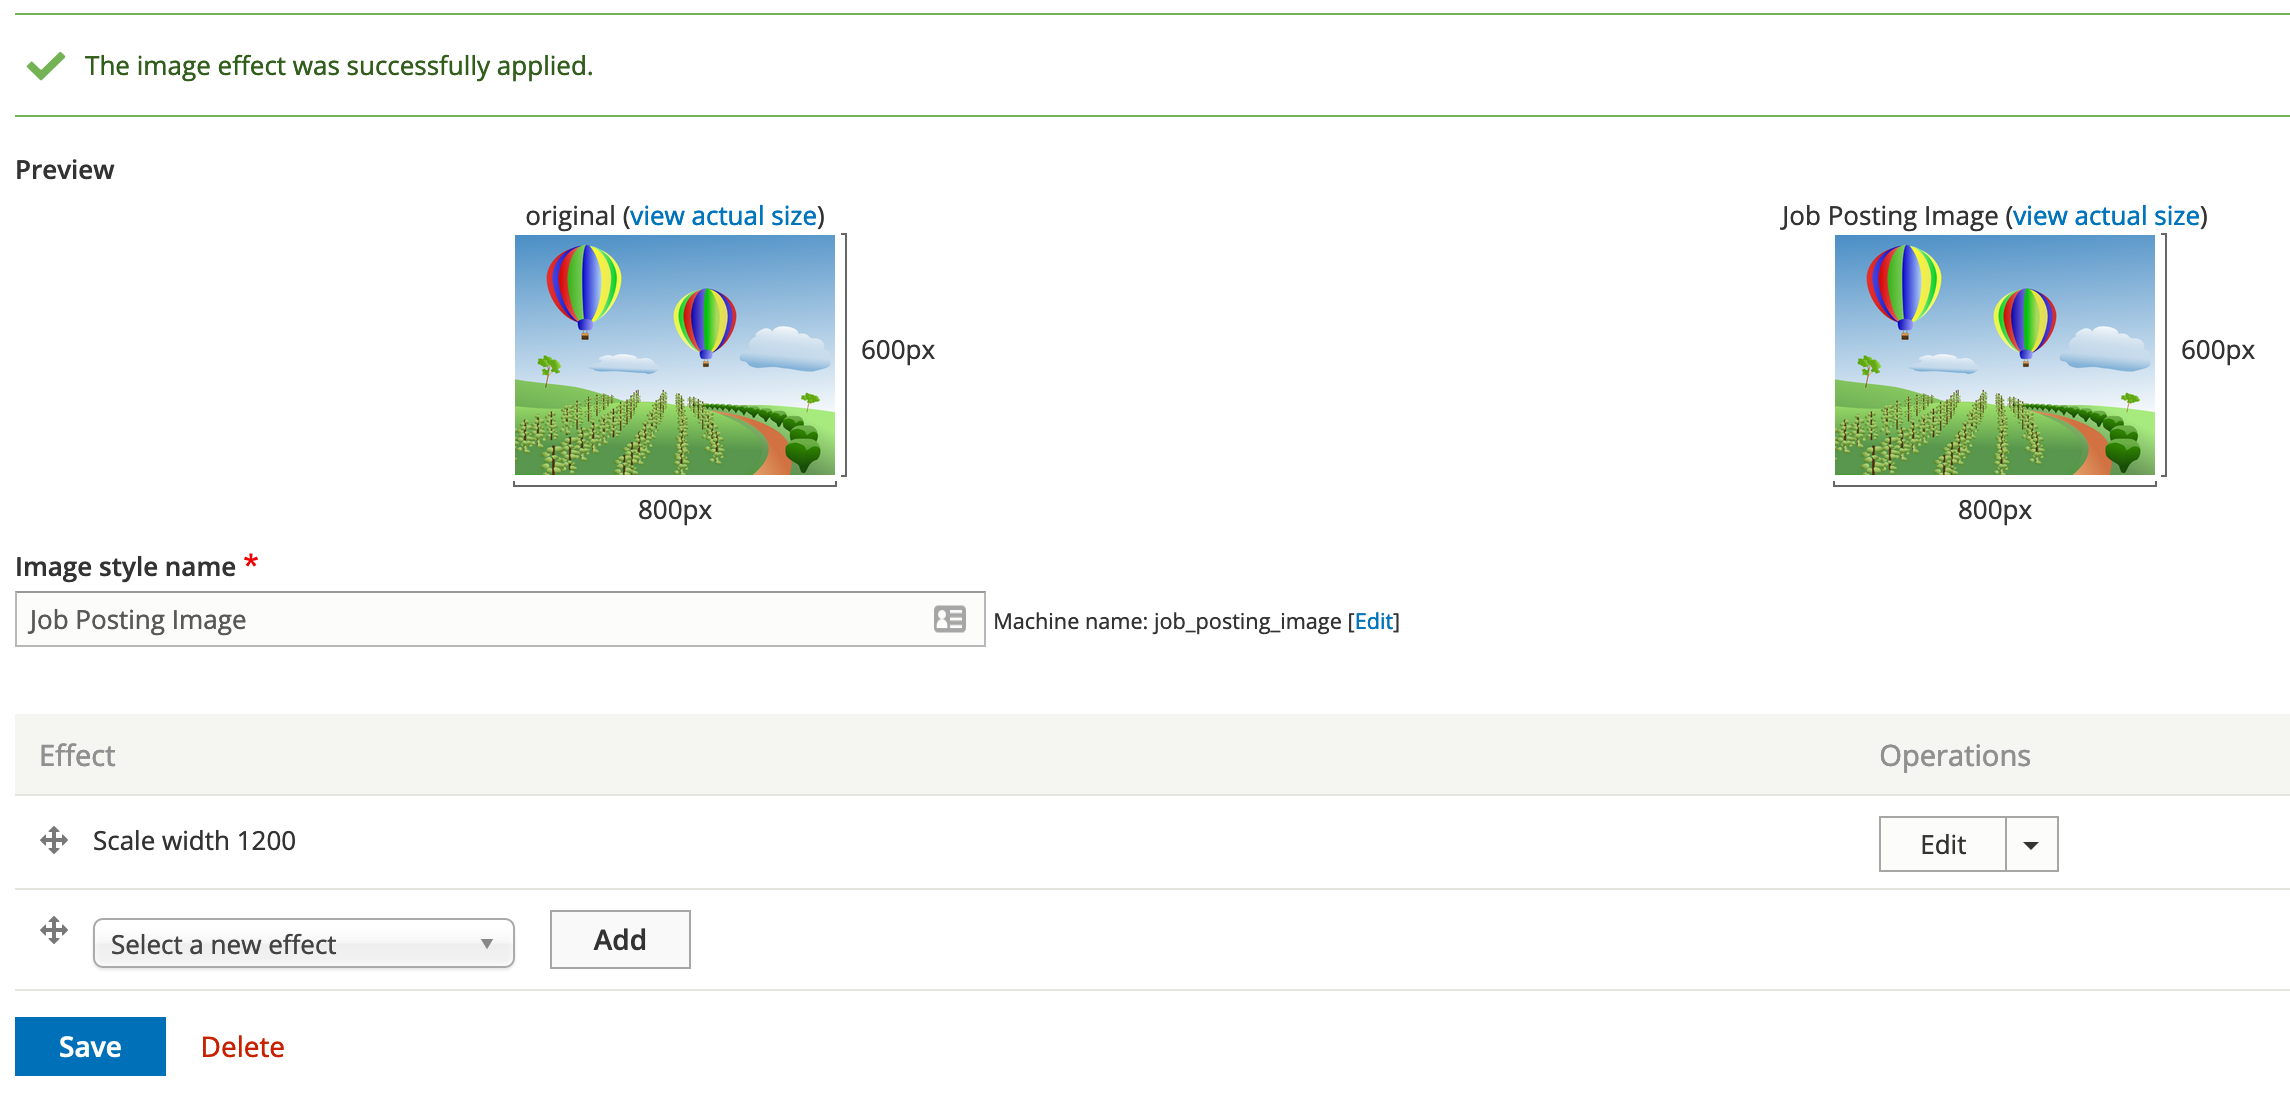 The image effect was successfully applied.
Preview
original (view actual size)
Job Posting Image (view actual size)
600px
600px
800px
800px
Image style name *
Job Posting Image
Machine name: job_posting_image [Edit]
Effect
Operations
Scale width 1200
Edit
Select a new effect
Add
Save
Delete